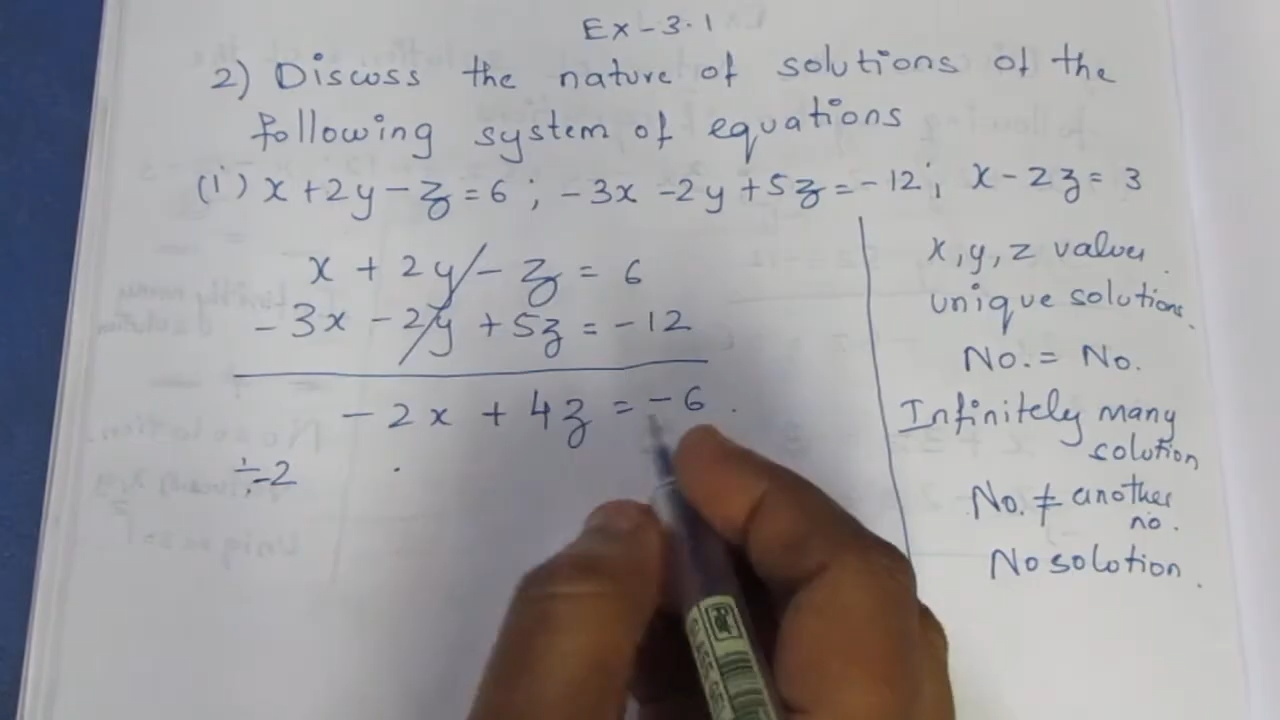 Ex-3.1
2) Discuss the nature of solutions of the
following system of equations
(i) x+2y-z=6; -3x-2y+5z=-12; x-2z=3
x + 2y - z = 6
-3x - 2y + 5z = -12
-2x + 4z = -6.
÷-2
x, y, z values
unique solutions.
No. = No.
Infinitely many
solution
No. ≠ another
no.
No solution.